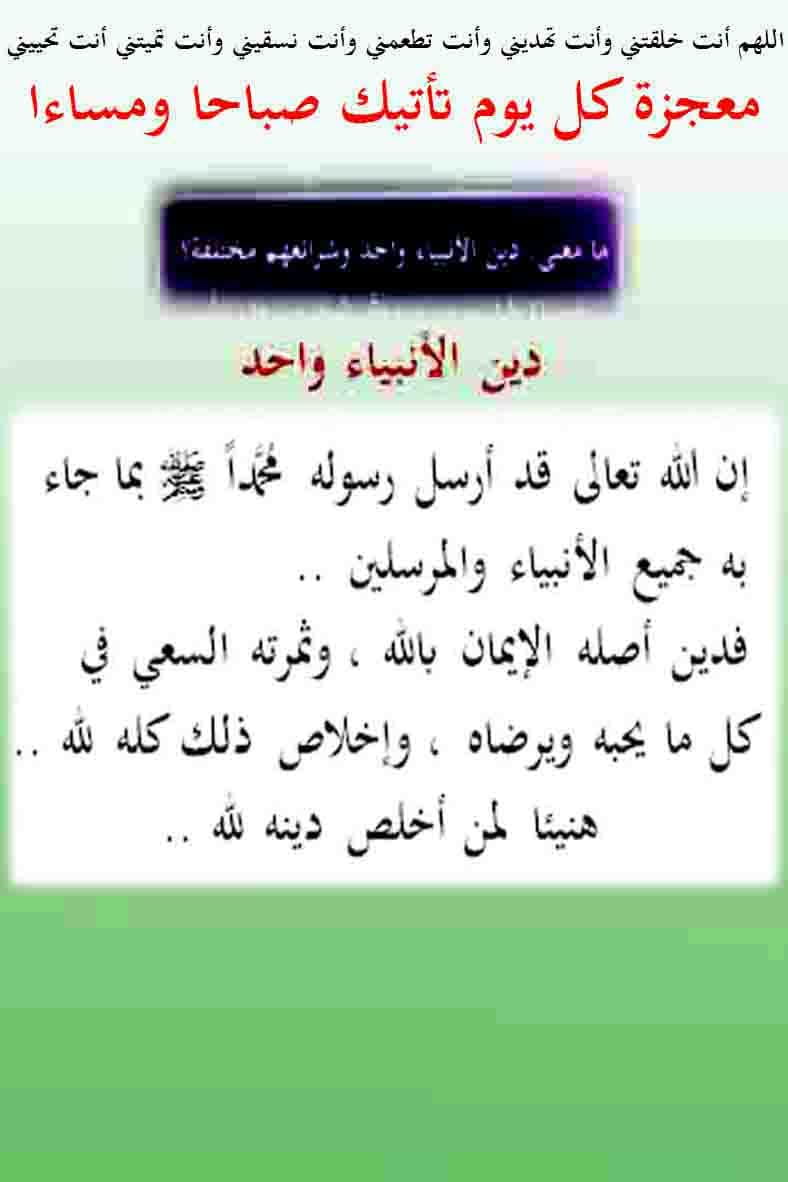 اللهم أنت خلقتني وأنت تهديني وأنت تطعمني وأنت نسقيني وأنت تميتني أنت تحييني
معجزة كل يوم تأتيك صباحا ومساءا
ما معنى: دين الأنبياء واحد وشرائعهم مختلفة؟
دين الأنبياء واحد
إن الله تعالى قد أرسل رسوله مُحمَّداً ﷺ بما جاء
به جميع الأنبياء والمرسلين ..
فدين أصله الإيمان بالله ، وثمرته السعي في
كل ما يحبه ويرضاه ، وإخلاص ذلك كله لله ..
هنيئا لمن أخلص دينه لله ..